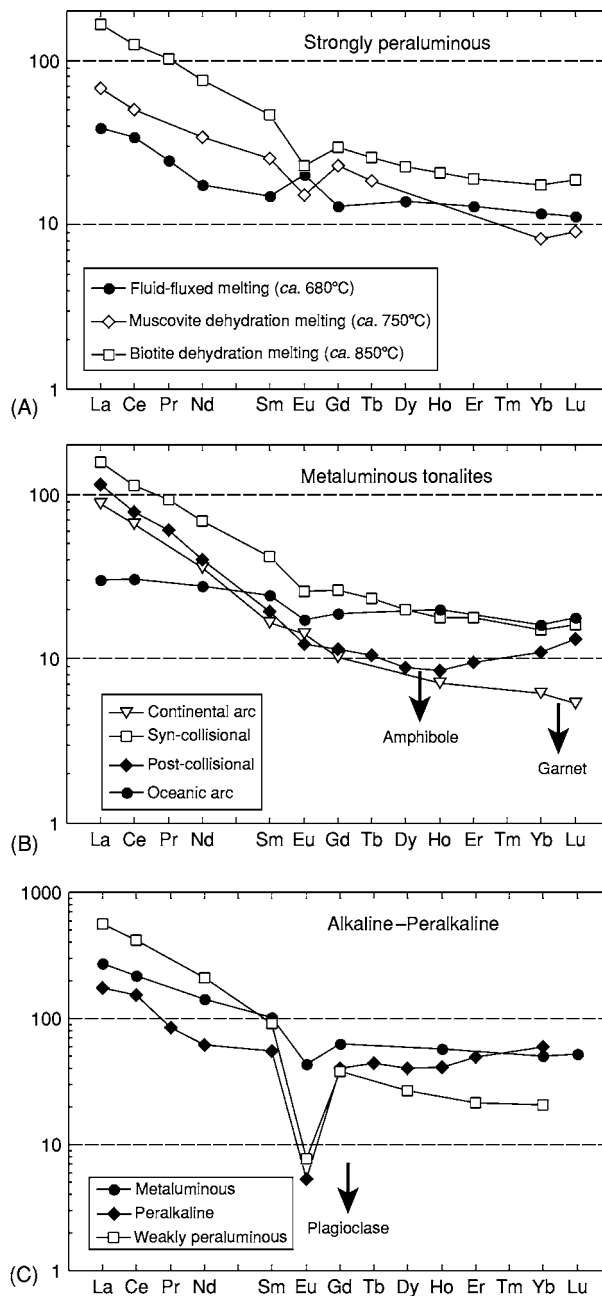 Strongly peraluminous
100
10
1
Fluid-fluxed melting (ca. 680°C)
Muscovite dehydration melting (ca. 750°C)
Biotite dehydration melting (ca. 850°C)
(A)
La Ce Pr Nd Sm Eu Gd Tb Dy Ho Er Tm Yb Lu
Metaluminous tonalites
100
10
1
Continental arc
Syn-collisional
Post-collisional
Oceanic arc
Amphibole
Garnet
(B)
La Ce Pr Nd Sm Eu Gd Tb Dy Ho Er Tm Yb Lu
1000
Alkaline–Peralkaline
100
10
1
Metaluminous
Peralkaline
Weakly peraluminous
Plagioclase
(C)
La Ce Pr Nd Sm Eu Gd Tb Dy Ho Er Tm Yb Lu